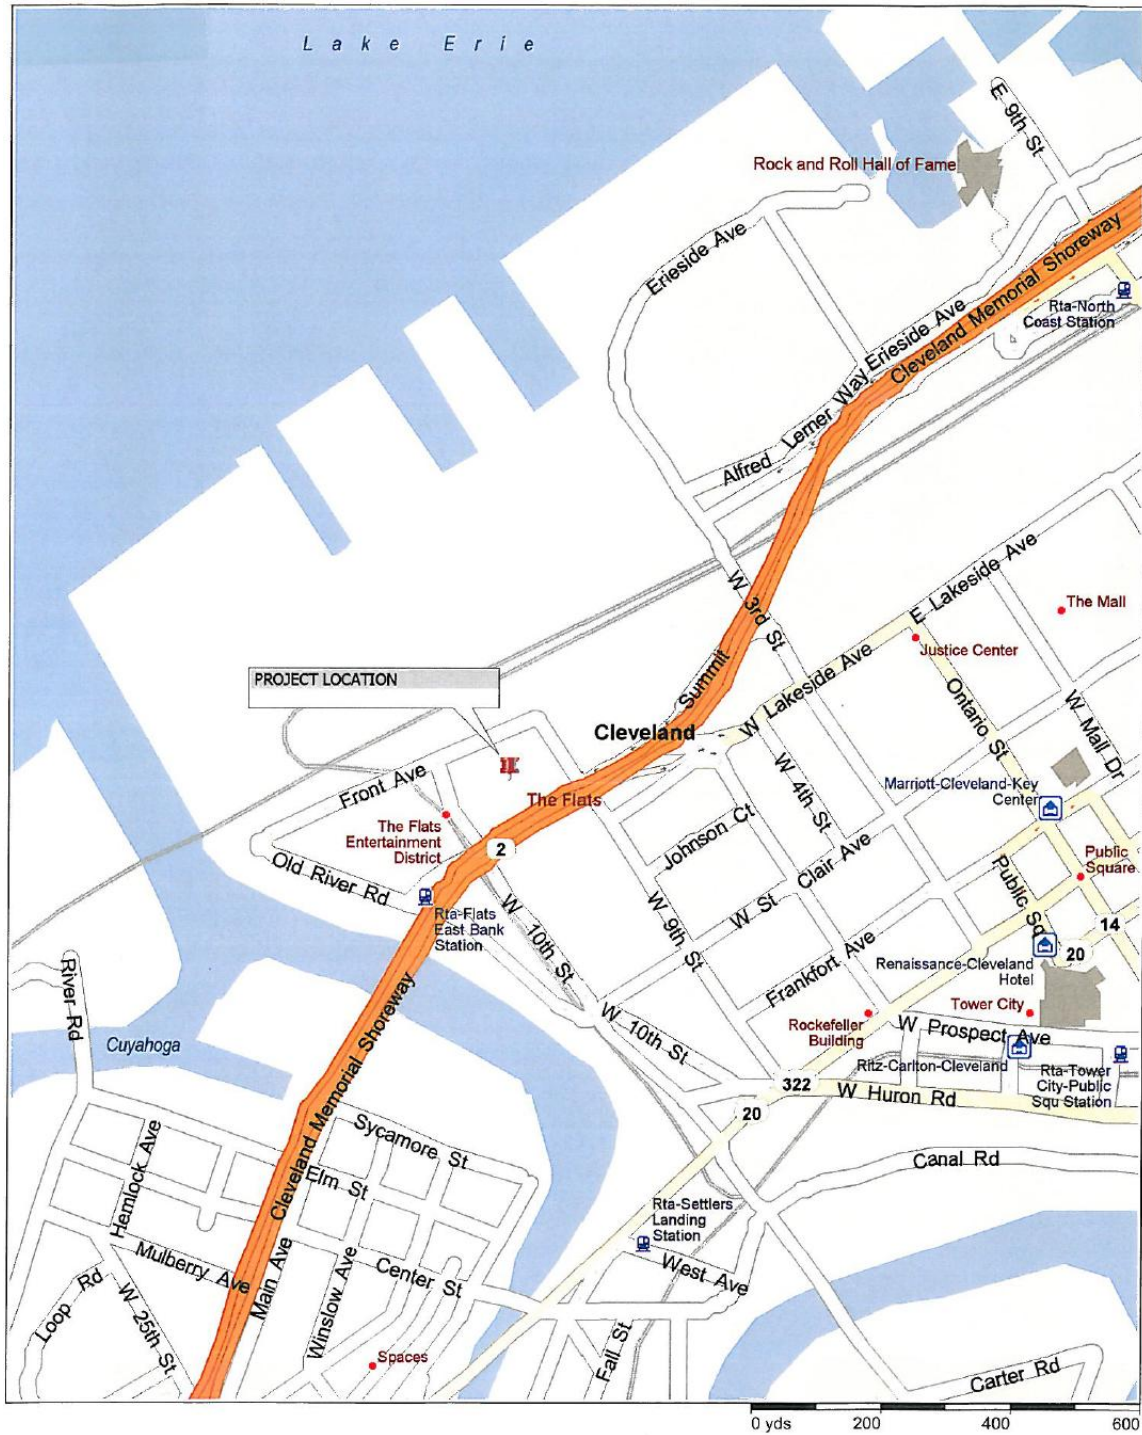 Lake Erie
E 9th St
Rock and Roll Hall of Fame
Erieside Ave
Cleveland Memorial Shoreway
Rta-North
Coast Station
Erieside Ave
Alfred Lerner Way
W 3rd St
E Lakeside Ave
The Mall
Justice Center
PROJECT LOCATION
Summit
W Lakeside Ave
Ontario St
W Mall Dr
Cleveland
Front Ave
The Flats
W 4th St
Marriott-Cleveland-Key
Center
The Flats
Entertainment
District
2
Johnson Ct
Old River Rd
W St Clair Ave
Public
Square
Public Sq
Rta-Flats
East Bank
Station
W 10th St
W 9th St
14
20
Frankfort Ave
Renaissance-Cleveland
Hotel
River Rd
Cleveland Memorial Shoreway
Tower City
Rockefeller
Building
W Prospect Ave
W 10th St
Cuyahoga
Ritz-Carlton-Cleveland
Rta-Tower
City-Public
Squ Station
322
W Huron Rd
20
Sycamore St
Hemlock Ave
Elm St
Canal Rd
Rta-Settlers
Landing
Station
Mulberry Ave
Main Ave
Center St
West Ave
Loop Rd
W 25th St
Winslow Ave
Fall St
Spaces
Carter Rd
0 yds 200 400 600